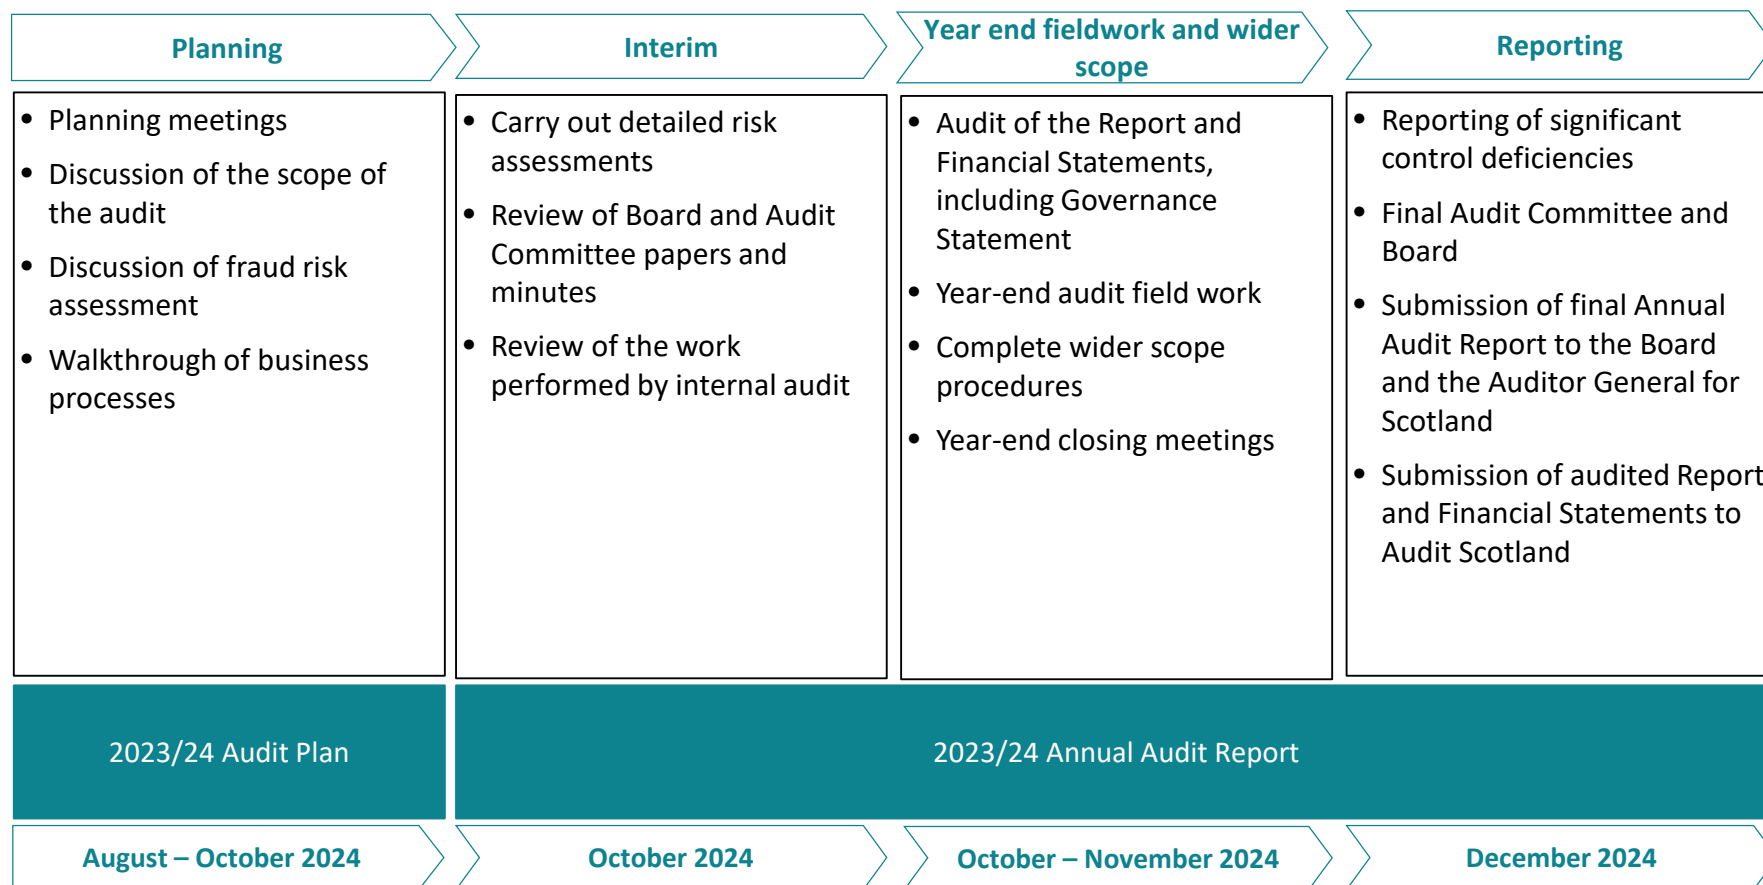 Planning
Interim
Year end fieldwork and wider
scope
Reporting
• Planning meetings
• Discussion of the scope of
the audit
• Discussion of fraud risk
assessment
• Walkthrough of business
processes
• Carry out detailed risk
assessments
• Review of Board and Audit
Committee papers and
minutes
• Review of the work
performed by internal audit
• Audit of the Report and
Financial Statements,
including Governance
Statement
• Year-end audit field work
• Complete wider scope
procedures
• Year-end closing meetings
• Reporting of significant
control deficiencies
• Final Audit Committee and
Board
• Submission of final Annual
Audit Report to the Board
and the Auditor General for
Scotland
• Submission of audited Report
and Financial Statements to
Audit Scotland
2023/24 Audit Plan
2023/24 Annual Audit Report
August – October 2024
October 2024
October – November 2024
December 2024